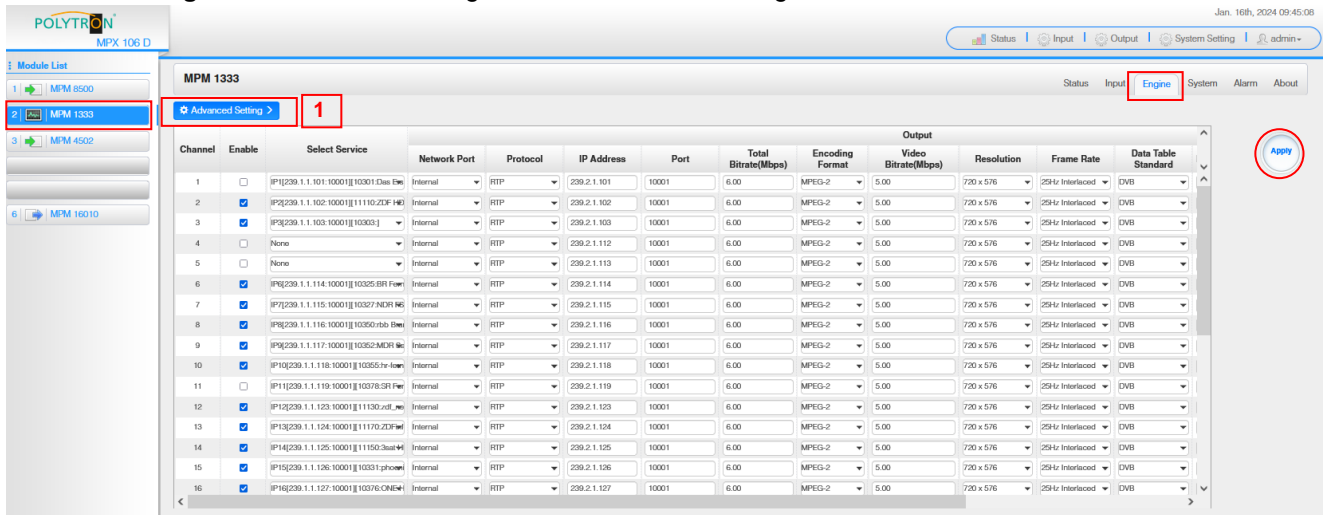 Jan. 16th, 2024 09:45:08
POLYTRON
MPX 106 D
Status | Input | Output | System Setting | admin
Module List
1 MPM 8500
2 MPM 1333
3 MPM 4502
6 MPM 16010
MPM 1333
Status Input Engine System Alarm About
Advanced Setting >
1
Apply
Output
Channel Enable Select Service Network Port Protocol IP Address Port Total Bitrate(Mbps) Encoding Format Video Bitrate(Mbps) Resolution Frame Rate Data Table Standard
1 IP1[239.1.1.101:10001][10301:Das Internal RTP 239.2.1.101 10001 6.00 MPEG-2 5.00 720 x 576 25Hz Interlaced DVB
2 IP2[239.1.1.102:10001][11110:ZDF Internal RTP 239.2.1.102 10001 6.00 MPEG-2 5.00 720 x 576 25Hz Interlaced DVB
3 IP3[239.1.1.103:10001][10303:] Internal RTP 239.2.1.103 10001 6.00 MPEG-2 5.00 720 x 576 25Hz Interlaced DVB
4 None Internal RTP 239.2.1.112 10001 6.00 MPEG-2 5.00 720 x 576 25Hz Interlaced DVB
5 None Internal RTP 239.2.1.113 10001 6.00 MPEG-2 5.00 720 x 576 25Hz Interlaced DVB
6 IP6[239.1.1.114:10001][10325:BR Internal RTP 239.2.1.114 10001 6.00 MPEG-2 5.00 720 x 576 25Hz Interlaced DVB
7 IP7[239.1.1.115:10001][10327:NDR Internal RTP 239.2.1.115 10001 6.00 MPEG-2 5.00 720 x 576 25Hz Interlaced DVB
8 IP8[239.1.1.116:10001][10350:rbb Internal RTP 239.2.1.116 10001 6.00 MPEG-2 5.00 720 x 576 25Hz Interlaced DVB
9 IP9[239.1.1.117:10001][10352:MDR Internal RTP 239.2.1.117 10001 6.00 MPEG-2 5.00 720 x 576 25Hz Interlaced DVB
10 IP10[239.1.1.118:10001][10355: Internal RTP 239.2.1.118 10001 6.00 MPEG-2 5.00 720 x 576 25Hz Interlaced DVB
11 IP11[239.1.1.119:10001][10378:SR Internal RTP 239.2.1.119 10001 6.00 MPEG-2 5.00 720 x 576 25Hz Interlaced DVB
12 IP12[239.1.1.123:10001][11130: Internal RTP 239.2.1.123 10001 6.00 MPEG-2 5.00 720 x 576 25Hz Interlaced DVB
13 IP13[239.1.1.124:10001][11170: Internal RTP 239.2.1.124 10001 6.00 MPEG-2 5.00 720 x 576 25Hz Interlaced DVB
14 IP14[239.1.1.125:10001][11150:3sat Internal RTP 239.2.1.125 10001 6.00 MPEG-2 5.00 720 x 576 25Hz Interlaced DVB
15 IP15[239.1.1.126:10001][10331: Internal RTP 239.2.1.126 10001 6.00 MPEG-2 5.00 720 x 576 25Hz Interlaced DVB
16 IP16[239.1.1.127:10001][10376:ONE Internal RTP 239.2.1.127 10001 6.00 MPEG-2 5.00 720 x 576 25Hz Interlaced DVB